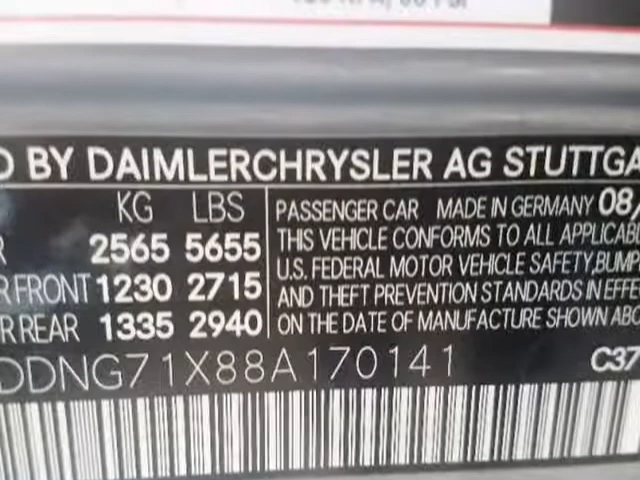 D BY DAIMLERCHRYSLER AG STUTTGA
KG LBS
R 2565 5655
R FRONT 1230 2715
R REAR 1335 2940
PASSENGER CAR MADE IN GERMANY 08/
THIS VEHICLE CONFORMS TO ALL APPLICABL
U.S. FEDERAL MOTOR VEHICLE SAFETY,BUMP
AND THEFT PREVENTION STANDARDS IN EFFE
ON THE DATE OF MANUFACTURE SHOWN ABO
DDNG71X88A170141
C37